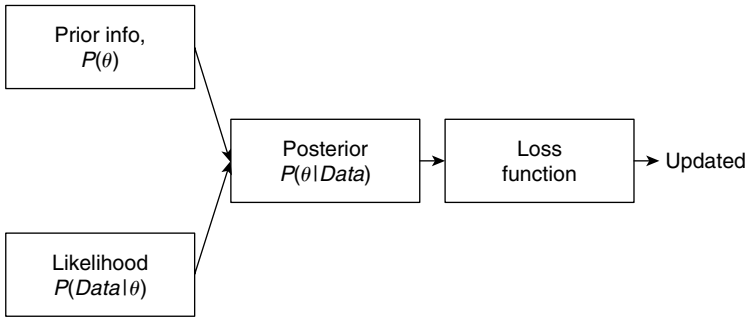 Prior info,
P(θ)
Posterior
P(θ|Data)
Loss
function
Updated
Likelihood
P(Data|θ)